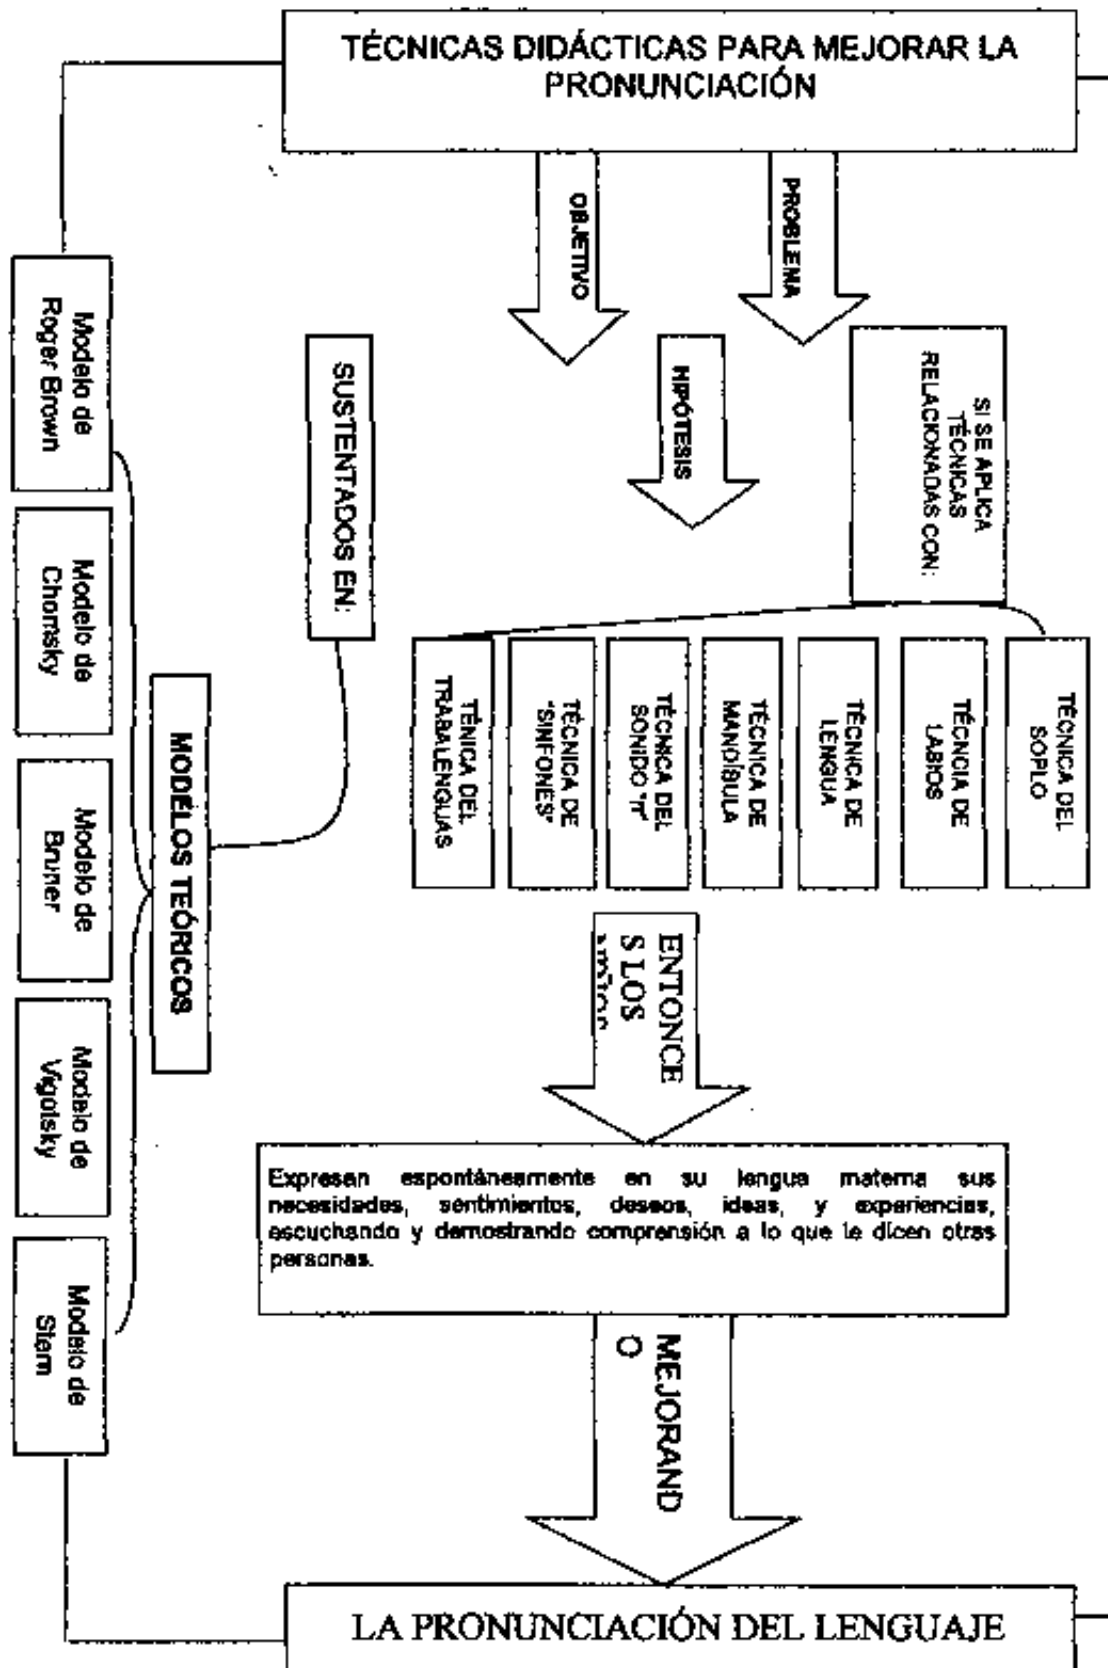 TÉCNICAS DIDÁCTICAS PARA MEJORAR LA
PRONUNCIACIÓN
PROBLEMA
OBJETIVO
HIPÓTESIS
SI SE APLICA
TÉCNICAS
RELACIONADAS CON:
TÉCNICA DEL
SOPLO
TÉCNCIA DE
LABIOS
TÉCNICA DE
LENGUA
TÉCNICA DE
MANDÍBULA
TÉCNICA DEL
SONIDO "rr"
TÉCNICA DE
"SINFONES"
TÉNICA DEL
TRABALENGUAS
SUSTENTADOS EN:
MODELOS TEÓRICOS
Modelo de
Roger Brown
Modelo de
Chomsky
Modelo de
Bruner
Modelo de
Vigotsky
Modelo de
Stern
ENTONCE
S LOS
Expresan espontáneamente en su lengua materna sus
necesidades, sentimientos, deseos, ideas, y experiencias,
escuchando y demostrando comprensión a lo que le dicen otras
personas.
MEJORAND
O
LA PRONUNCIACIÓN DEL LENGUAJE